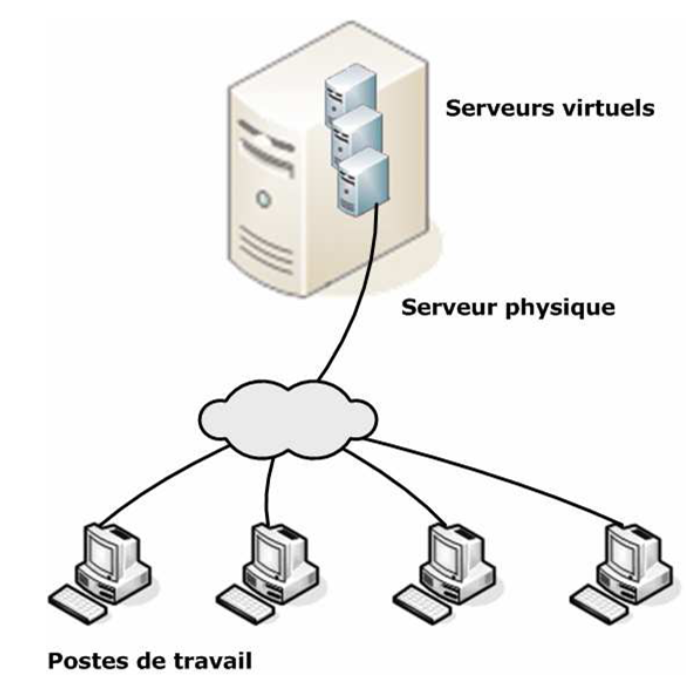 Serveurs virtuels
Serveur physique
Postes de travail